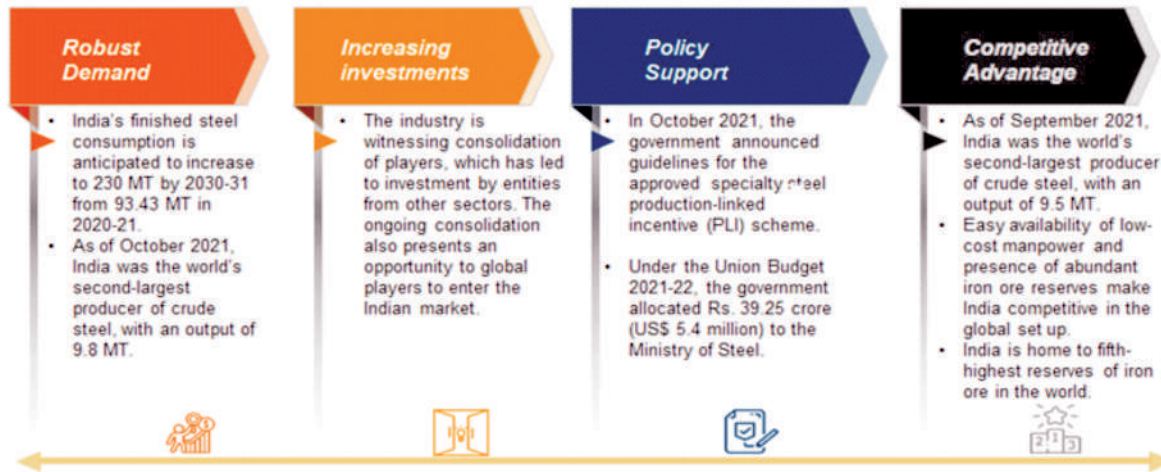 Robust
Demand
• India's finished steel
consumption is
anticipated to increase
to 230 MT by 2030-31
from 93.43 MT in
2020-21.
• As of October 2021,
India was the world's
second-largest
producer of crude
steel, with an output of
9.8 MT.
Increasing
investments
• The industry is
witnessing consolidation
of players, which has led
to investment by entities
from other sectors. The
ongoing consolidation
also presents an
opportunity to global
players to enter the
Indian market.
Policy
Support
• In October 2021, the
government announced
guidelines for the
approved specialty steel
production-linked
incentive (PLI) scheme.
• Under the Union Budget
2021-22, the government
allocated Rs. 39.25 crore
(US$ 5.4 million) to the
Ministry of Steel.
Competitive
Advantage
• As of September 2021,
India was the world's
second-largest producer
of crude steel, with an
output of 9.5 MT.
• Easy availability of low-
cost manpower and
presence of abundant
iron ore reserves make
India competitive in the
global set up.
• India is home to fifth-
highest reserves of iron
ore in the world.
2 1 3